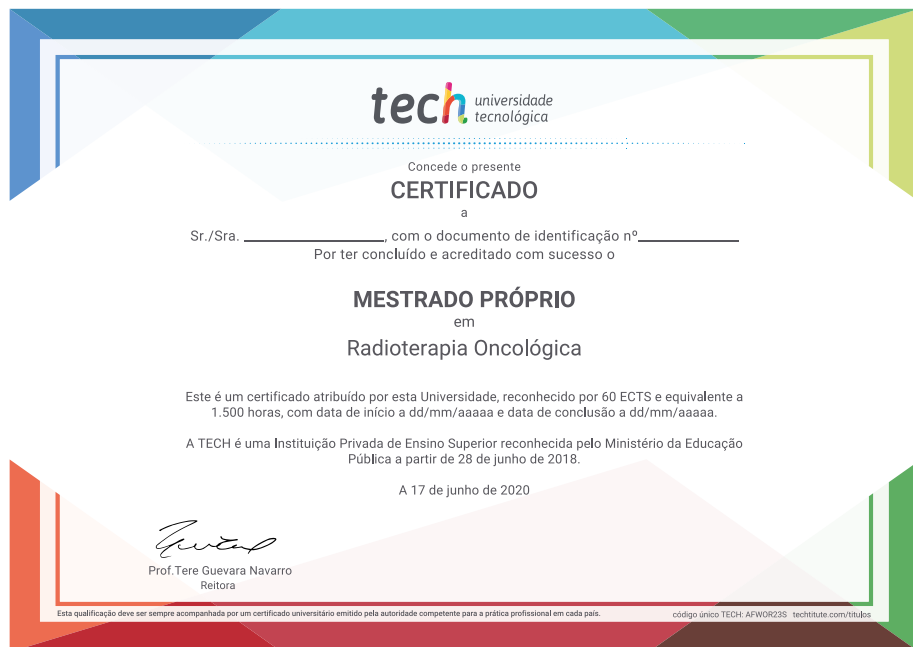 tech universidade
tecnológica
Concede o presente
CERTIFICADO
a
Sr./Sra. ________________, com o documento de identificação nº____________
Por ter concluído e acreditado com sucesso o
MESTRADO PRÓPRIO
em
Radioterapia Oncológica
Este é um certificado atribuído por esta Universidade, reconhecido por 60 ECTS e equivalente a
1.500 horas, com data de início a dd/mm/aaaaa e data de conclusão a dd/mm/aaaaa.
A TECH é uma Instituição Privada de Ensino Superior reconhecida pelo Ministério da Educação
Pública a partir de 28 de junho de 2018.
A 17 de junho de 2020
Prof.Tere Guevara Navarro
Reitora
Esta qualificação deve ser sempre acompanhada por um certificado universitário emitido pela autoridade competente para a prática profissional em cada país.
código único TECH: AFWOR23S techtitute.com/titulos